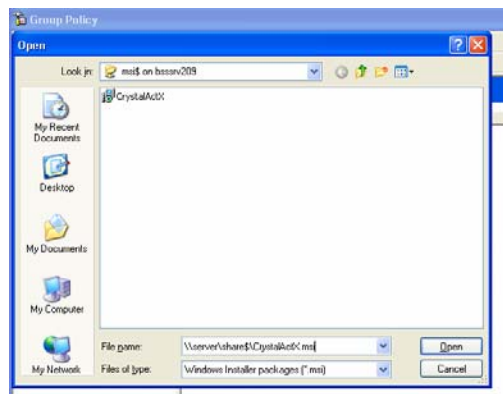 Group Policy
Open
Look in: msi$ on bsssrv209
CrystalActX
My Recent
Documents
Desktop
My Documents
My Computer
My Network
File name: \\server\share$\CrystalActX.msi
Open
Files of type: Windows Installer packages (*.msi)
Cancel